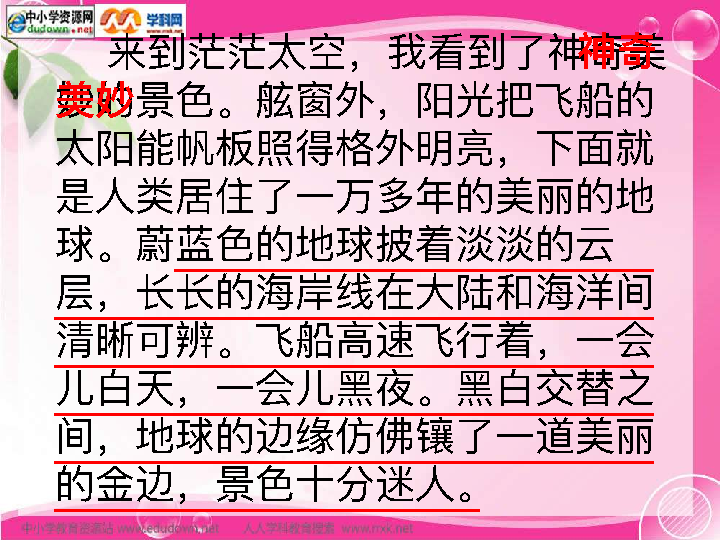 中小学资源网
edudown.net
学科网
来到茫茫太空，我看到了神奇美
妙的景色。舷窗外，阳光把飞船的
太阳能帆板照得格外明亮，下面就
是人类居住了一万多年的美丽的地
球。蔚蓝色的地球披着淡淡的云
层，长长的海岸线在大陆和海洋间
清晰可辨。飞船高速飞行着，一会
儿白天，一会儿黑夜。黑白交替之
间，地球的边缘仿佛镶了一道美丽
的金边，景色十分迷人。
神奇
美妙
中小学教育资源站 www.edudown.net 人人学科教育搜索 www.rrxk.net